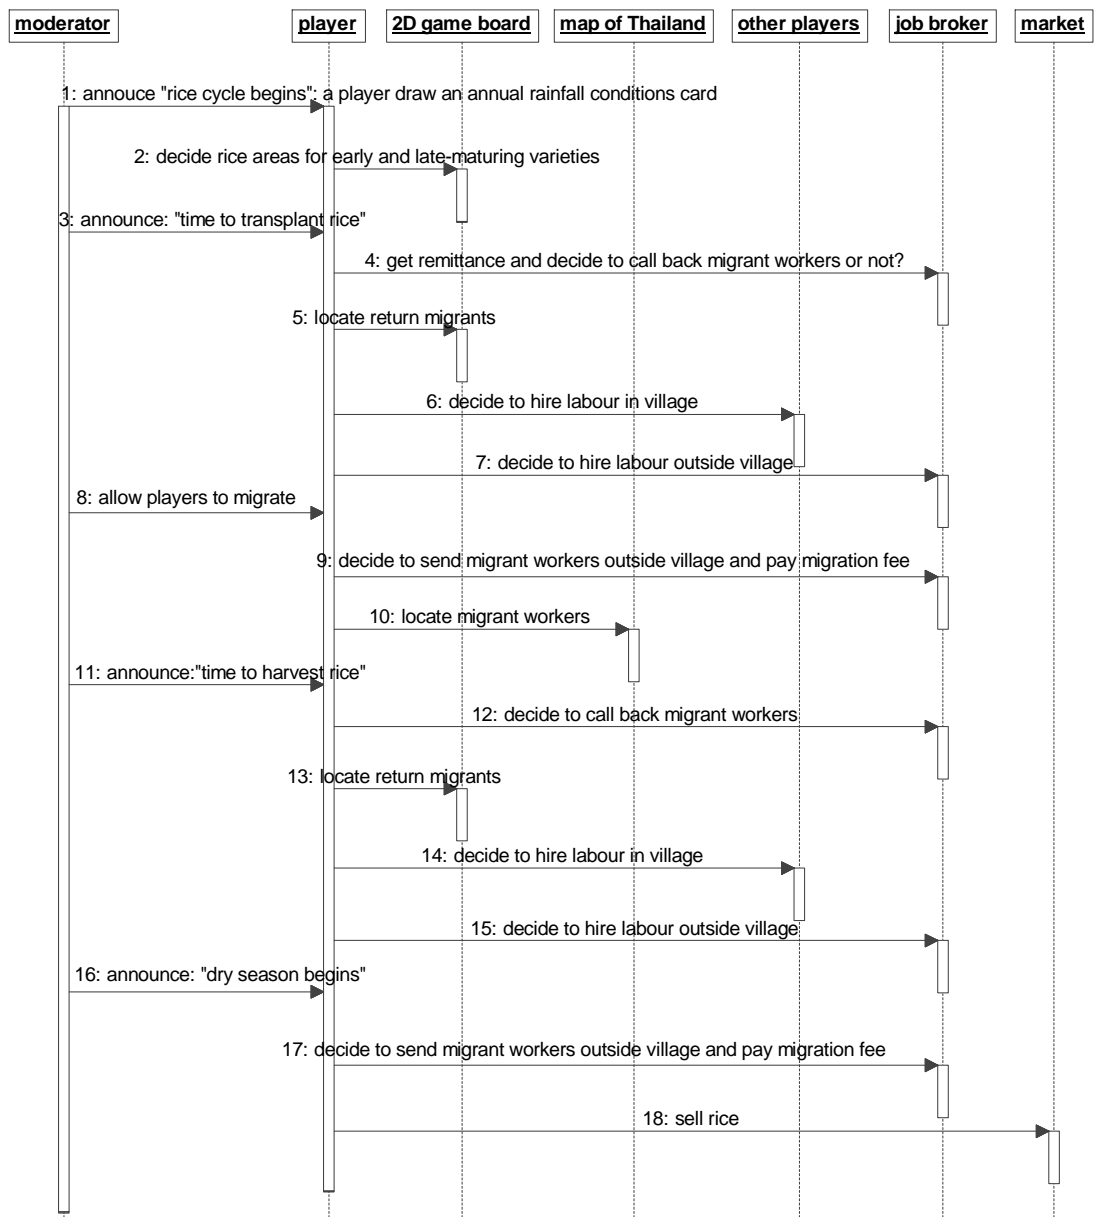 moderator
player
2D game board
map of Thailand
other players
job broker
market
1: annouce "rice cycle begins": a player draw an annual rainfall conditions card
2: decide rice areas for early and late-maturing varieties
3: announce: "time to transplant rice"
4: get remittance and decide to call back migrant workers or not?
5: locate return migrants
6: decide to hire labour in village
7: decide to hire labour outside village
8: allow players to migrate
9: decide to send migrant workers outside village and pay migration fee
10: locate migrant workers
11: announce:"time to harvest rice"
12: decide to call back migrant workers
13: locate return migrants
14: decide to hire labour in village
15: decide to hire labour outside village
16: announce: "dry season begins"
17: decide to send migrant workers outside village and pay migration fee
18: sell rice